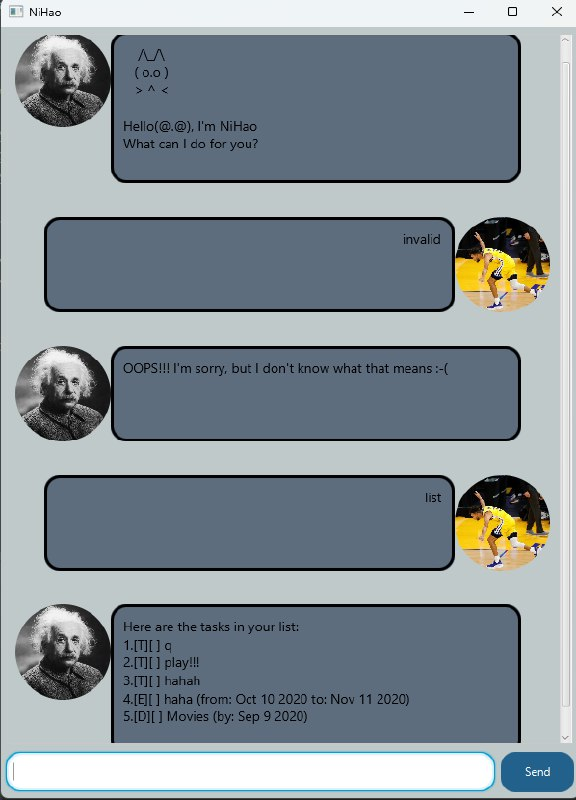 NiHao
/\_/\
( o.o )
> ^ <
Hello(@.@), I'm NiHao
What can I do for you?
invalid
OOPS!!! I'm sorry, but I don't know what that means :-(
list
Here are the tasks in your list:
1.[T][ ] q
2.[T][ ] play!!!
3.[T][ ] hahah
4.[E][ ] haha (from: Oct 10 2020 to: Nov 11 2020)
5.[D][ ] Movies (by: Sep 9 2020)
Send